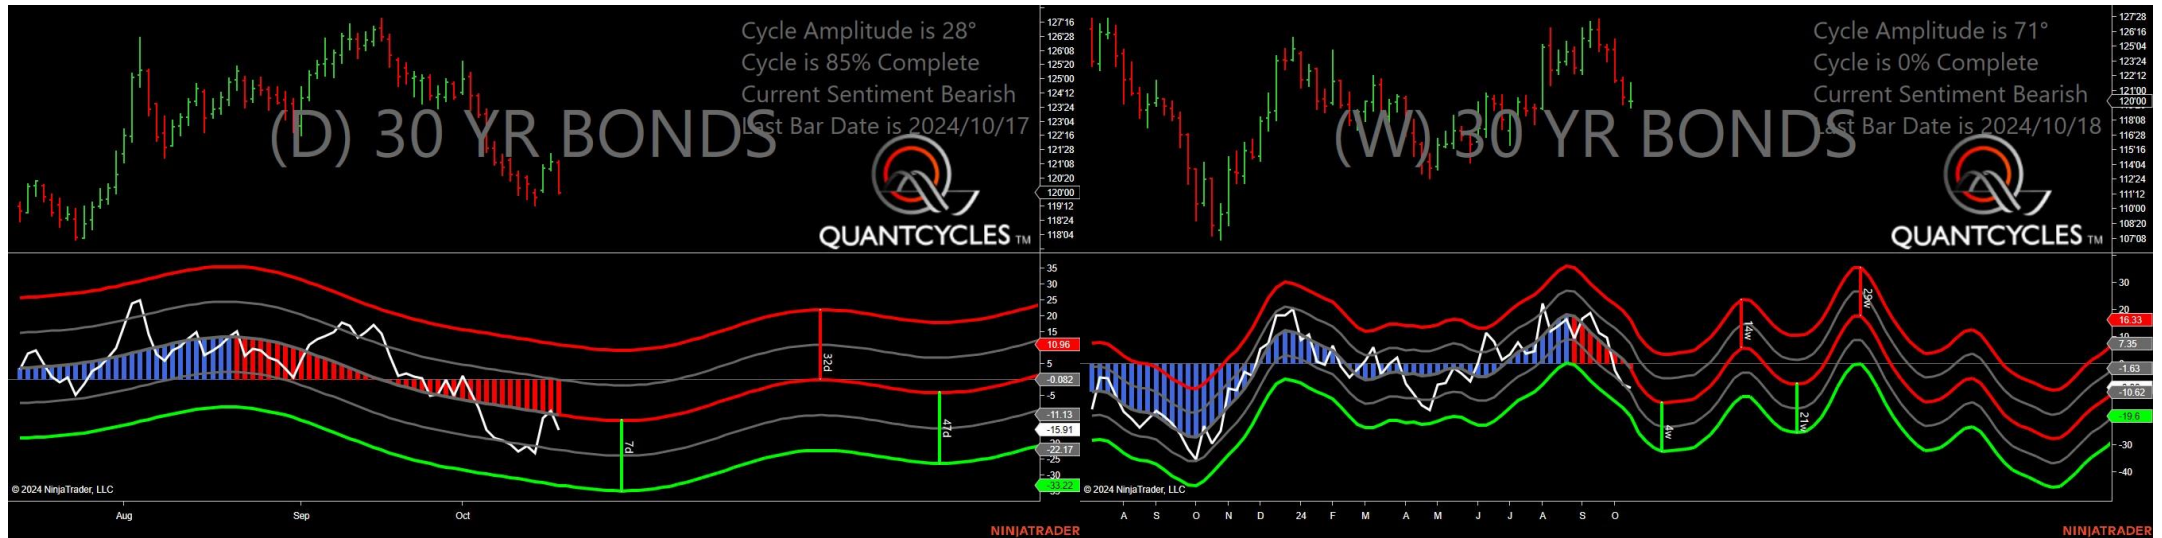 Cycle Amplitude is 28°
Cycle is 85% Complete
Current Sentiment Bearish
Last Bar Date is 2024/10/17
(D) 30 YR BONDS
QUANTCYCLES TM
127'16
126'28
126'08
125'20
125'00
124'12
123'24
123'04
122'16
121'28
121'08
120'20
120'00
119'12
118'24
118'04
35
30
25
20
15
10.96
5
-0.082
-5
-11.13
-15.91
-22.17
-25
-30
-33.22
32d
7d
47d
© 2024 NinjaTrader, LLC
Aug Sep Oct
NINJATRADER
Cycle Amplitude is 71°
Cycle is 0% Complete
Current Sentiment Bearish
Last Bar Date is 2024/10/18
(W) 30 YR BONDS
QUANTCYCLES TM
127'28
126'16
125'04
123'24
122'12
121'00
120'00
118'08
116'28
115'16
114'04
112'24
111'12
110'00
108'20
107'08
30
20
16.33
7.35
-1.63
-10.62
-19.6
-30
-40
14w
29w
4w
21w
© 2024 NinjaTrader, LLC
A S O N D 24 F M A M J J A S O
NINJATRADER